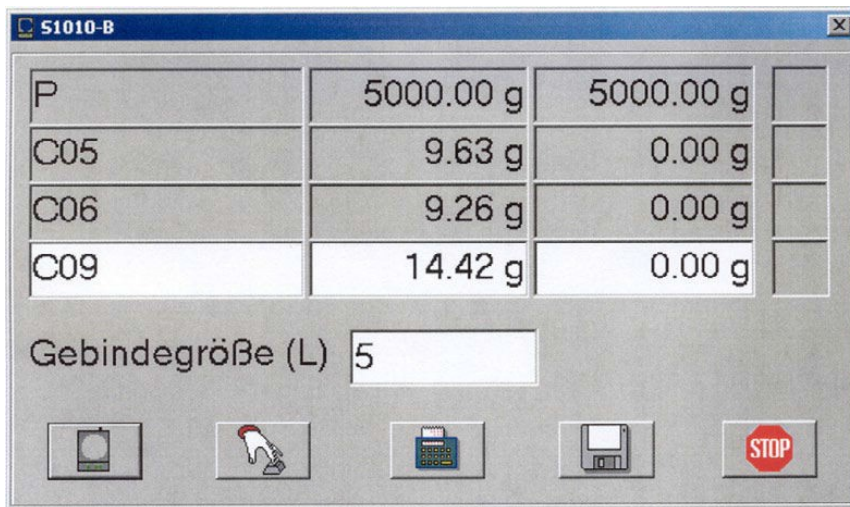 S1010-B
P 5000.00 g 5000.00 g
C05 9.63 g 0.00 g
C06 9.26 g 0.00 g
C09 14.42 g 0.00 g
Gebindegröße (L) 5
STOP